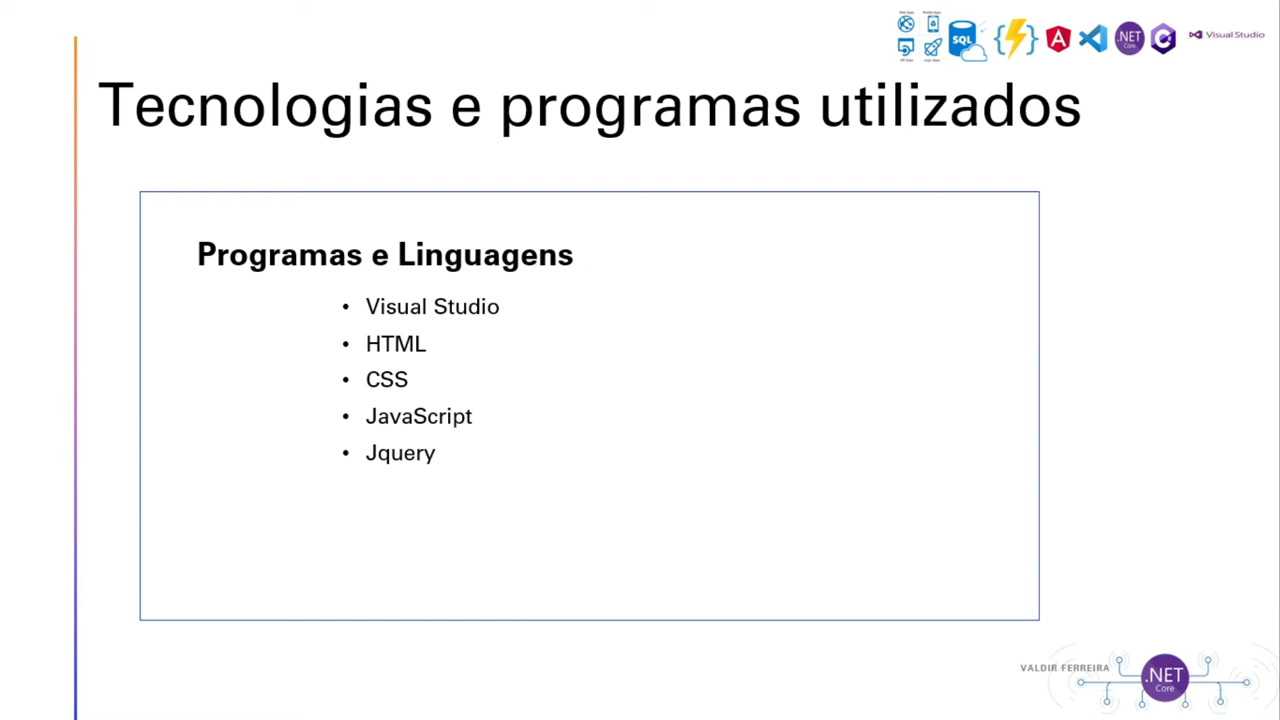 SQL
.NET
Core
Visual Studio
Tecnologias e programas utilizados
Programas e Linguagens
• Visual Studio
• HTML
• CSS
• JavaScript
• Jquery
VALDIR FERREIRA
.NET
Core